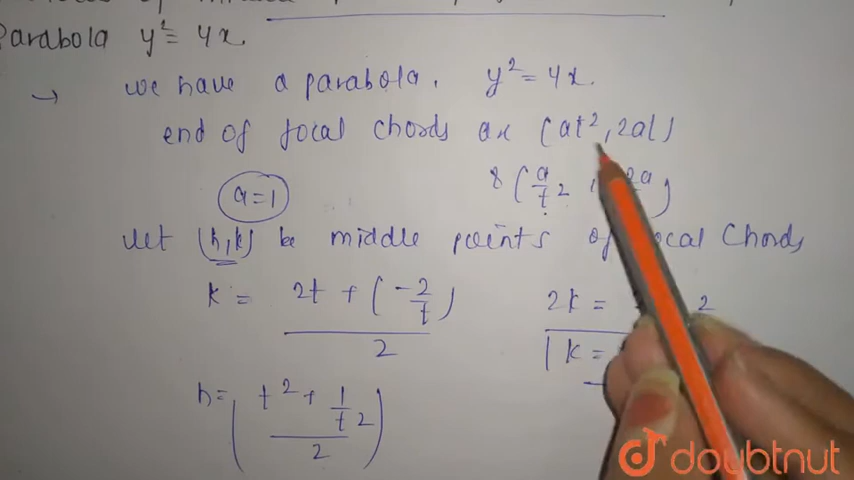 Parabola y² = 4x
→ we have a parabola. y² = 4x.
end of focal chords are (at², 2at)
& (a/t², 2a)
a=1
Let (h,k) be middle points of focal chords
k = 2t + (-2/t) / 2
2k = 2
k =
h = (t² + 1/t² / 2)
doubtnut